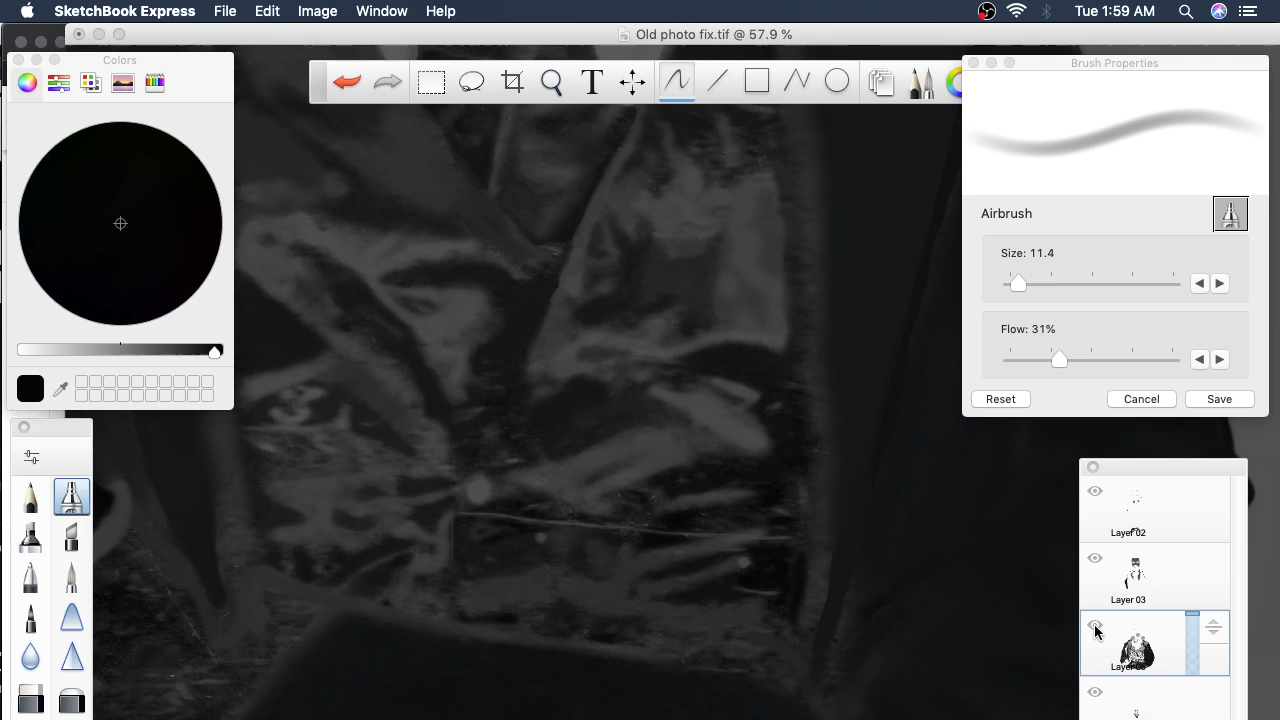 SketchBook Express File Edit Image Window Help Tue 1:59 AM
Old photo fix.tif @ 57.9 %
Colors
T
Brush Properties
Airbrush
Size: 11.4
Flow: 31%
Reset Cancel Save
Layer 02
Layer 03